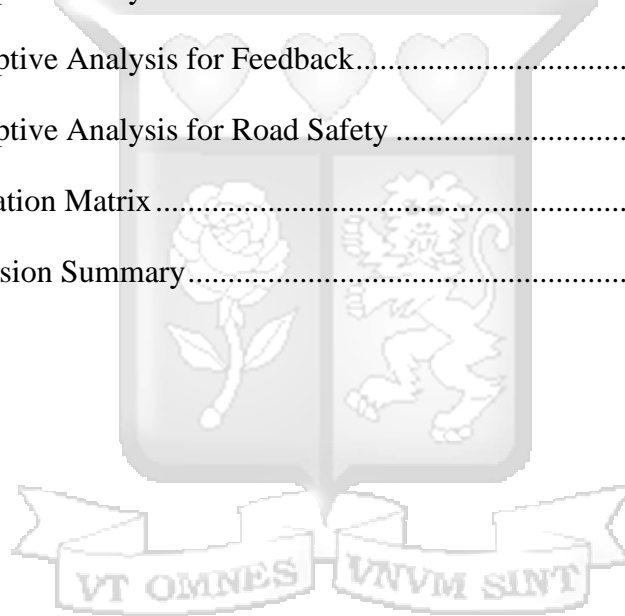 ptive Analysis for Feedback................................
ptive Analysis for Road Safety ...........................
ation Matrix ........................................................
sion Summary....................................................
VT OMNES VNVM SINT